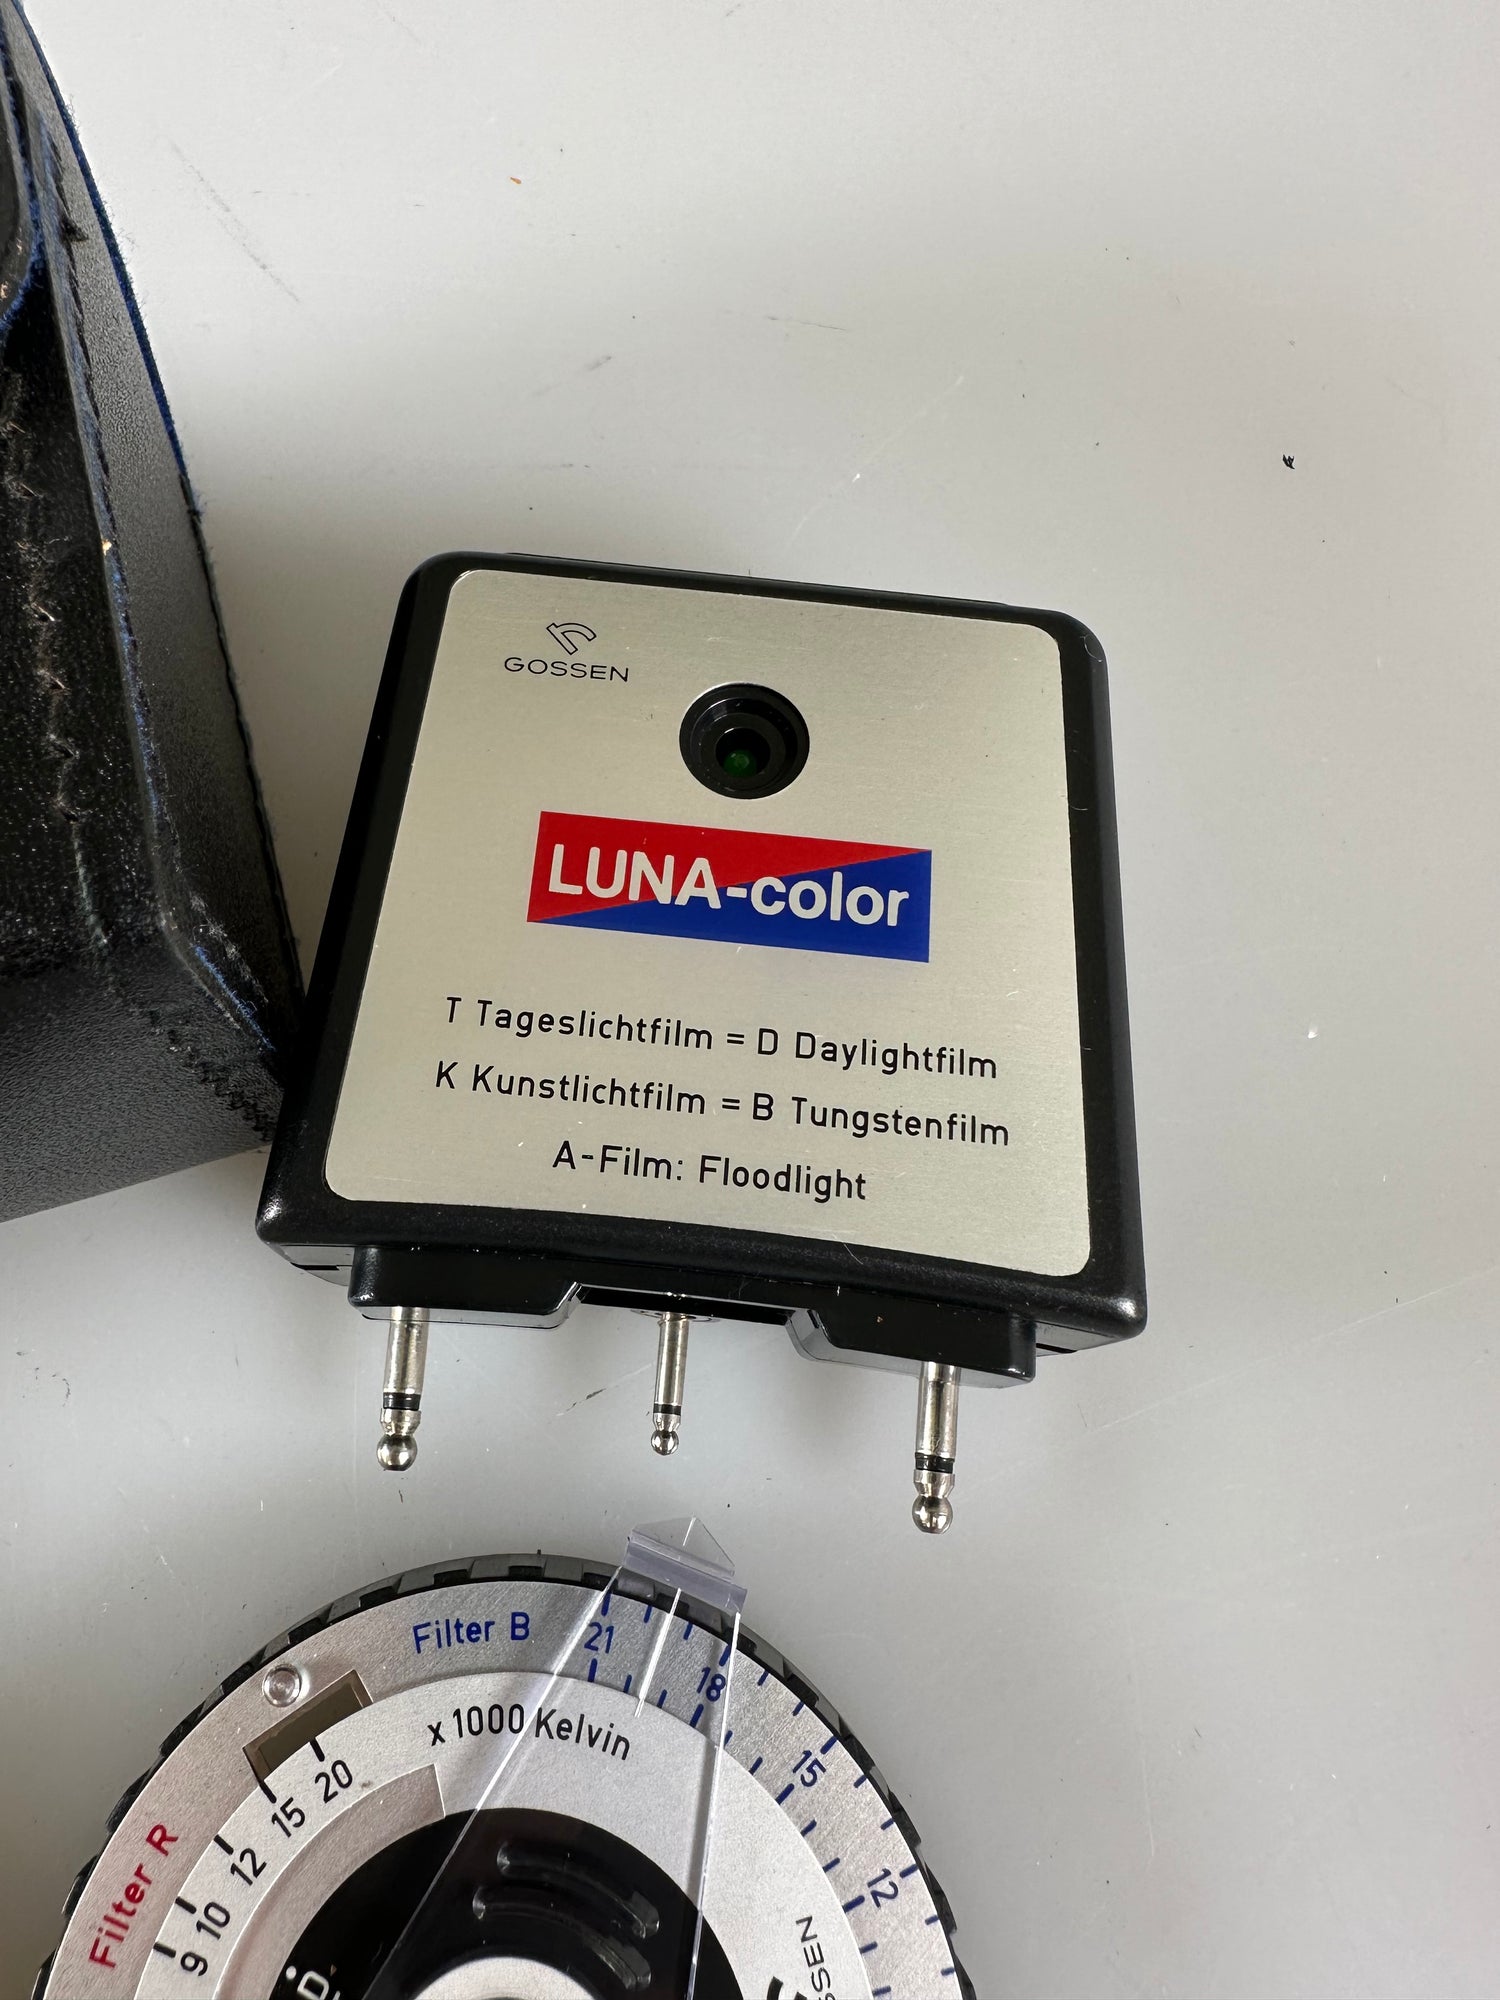 GOSSEN
LUNA-color
T Tageslichtfilm = D Daylightfilm
K Kunstlichtfilm = B Tungstenfilm
A-Film: Floodlight
Filter B
21
18
15
12
x 1000 Kelvin
20
15
12
10
9
Filter R
D